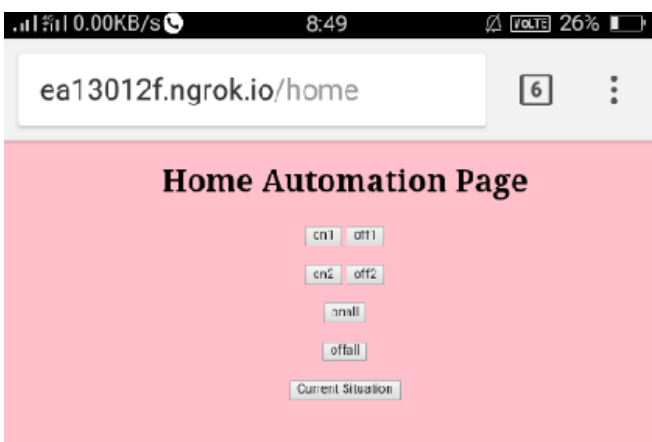 0.00KB/s 8:49 VOLTE 26%
ea13012f.ngrok.io/home 6
Home Automation Page
on1 off1
on2 off2
onall
offall
Current Situation